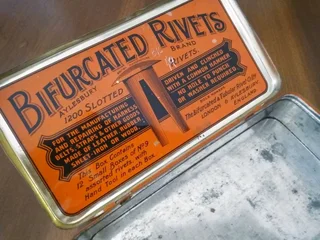 BIFURCATED RIVETS
AYLESBURY BRAND
1200 SLOTTED RIVETS.
FOR THE MANUFACTURING
AND REPAIRING OF HARNESS
BELTS, STRAPS & OTHER GOODS
MADE OF LEATHER, RUBBER,
SHEET-IRON OR WOOD
DRIVEN AND CLINCHED
WITH A COMMON HAMMER
NO HOLE TO PUNCH
OR WASHER REQUIRED
This Box Contains
12 Small Boxes of No 9
assorted rivets, with
Hand Tool in each Box.
The Bifurcated & Tubular Rivet Co Ltd
LONDON & AYLESBURY
ENGLAND